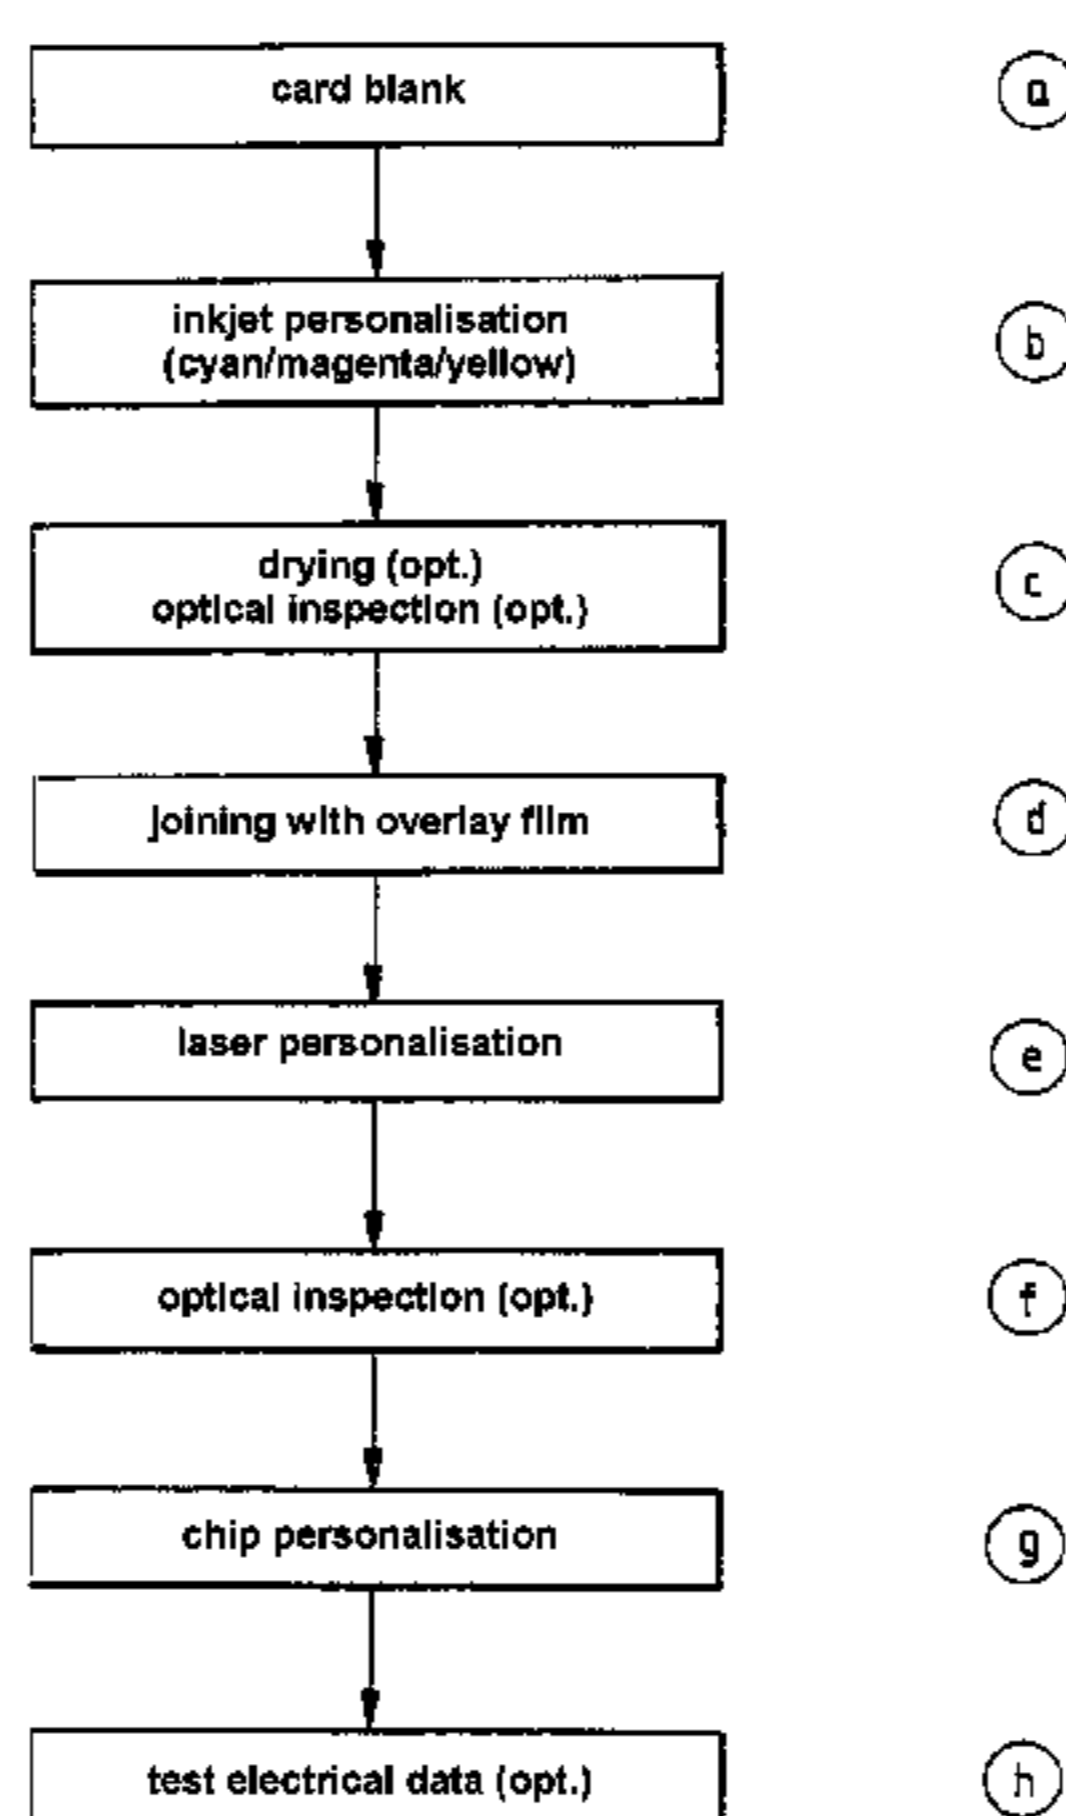 card blank
a
inkjet personalisation
(cyan/magenta/yellow)
b
drying (opt.)
optical inspection (opt.)
c
joining with overlay film
d
laser personalisation
e
optical inspection (opt.)
f
chip personalisation
g
test electrical data (opt.)
h